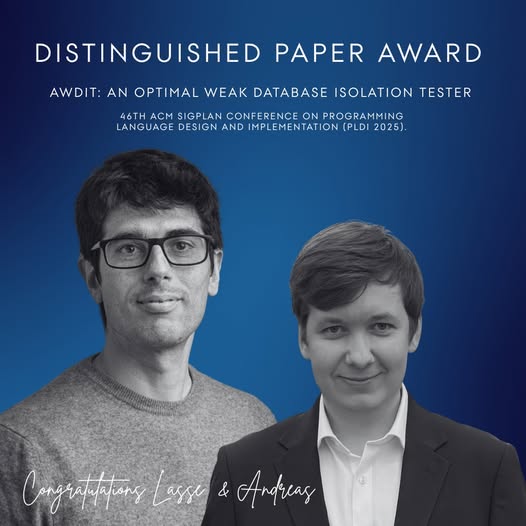 DISTINGUISHED PAPER AWARD
AWDIT: AN OPTIMAL WEAK DATABASE ISOLATION TESTER
46TH ACM SIGPLAN CONFERENCE ON PROGRAMMING
LANGUAGE DESIGN AND IMPLEMENTATION (PLDI 2025).
Congratulations Lasse & Andreas